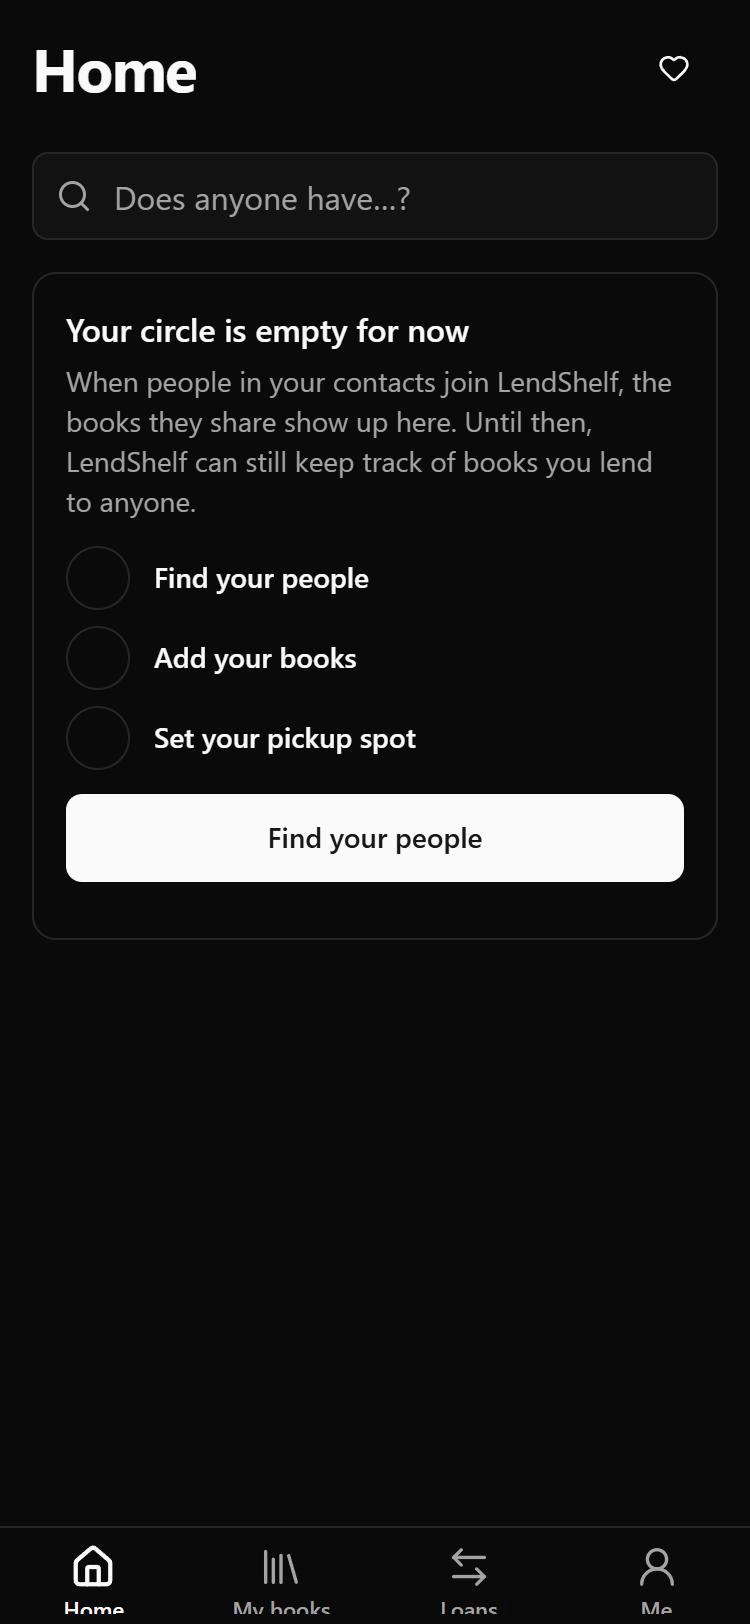 Home
Does anyone have...?
Your circle is empty for now
When people in your contacts join LendShelf, the
books they share show up here. Until then,
LendShelf can still keep track of books you lend
to anyone.
Find your people
Add your books
Set your pickup spot
Find your people
Home
My books
Loans
Me